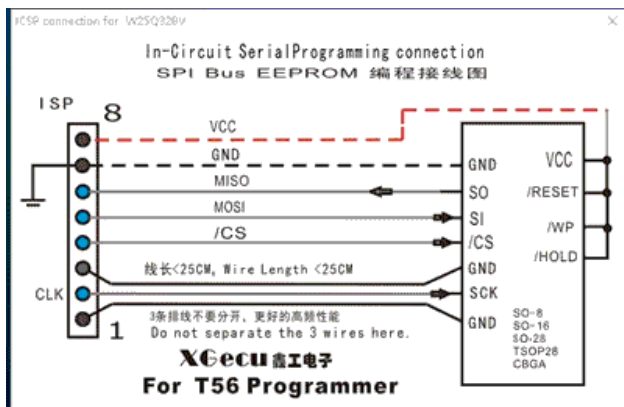 ICSP connection for W25Q32BV
In-Circuit SerialProgramming connection
SPI Bus EEPROM 编程接线图
ISP
8
VCC
GND
GND
VCC
MISO
SO
/RESET
MOSI
SI
/WP
/CS
/CS
/HOLD
线长<25CM, Wire Length <25CM
GND
CLK
SCK
3条排线不要分开，更好的高频性能
GND
1
Do not separate the 3 wires here.
SO-8
SO-16
SO-28
TSOP28
CBGA
XGecu 鑫工电子
For T56 Programmer